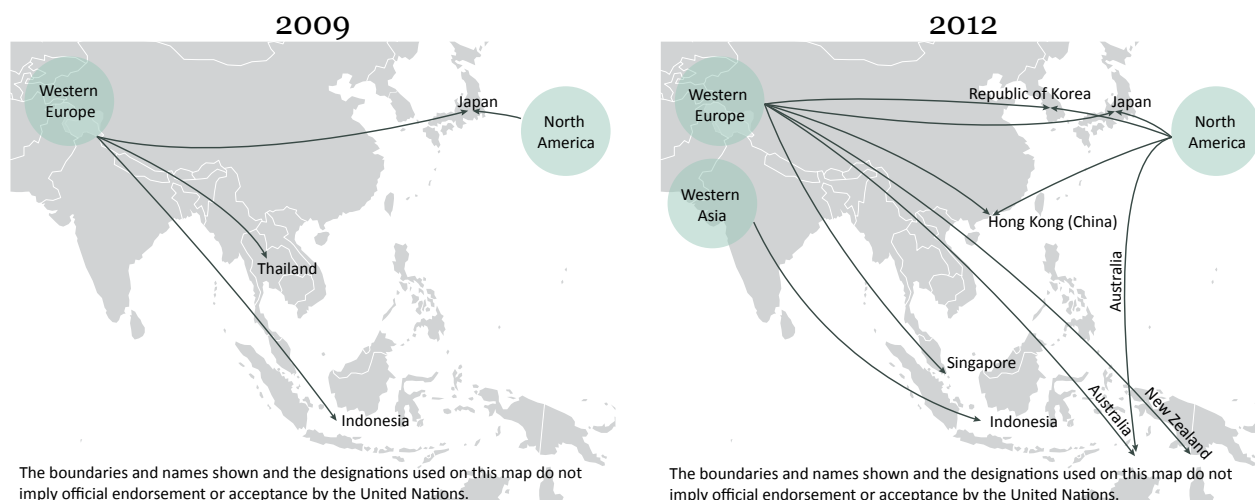 2009
Western
Europe
Japan
North
America
Thailand
Indonesia
The boundaries and names shown and the designations used on this map do not
imply official endorsement or acceptance by the United Nations.
2012
Western
Europe
Republic of Korea
Japan
North
America
Western
Asia
Hong Kong (China)
Australia
Singapore
Indonesia
Australia
New Zealand
The boundaries and names shown and the designations used on this map do not
imply official endorsement or acceptance by the United Nations.